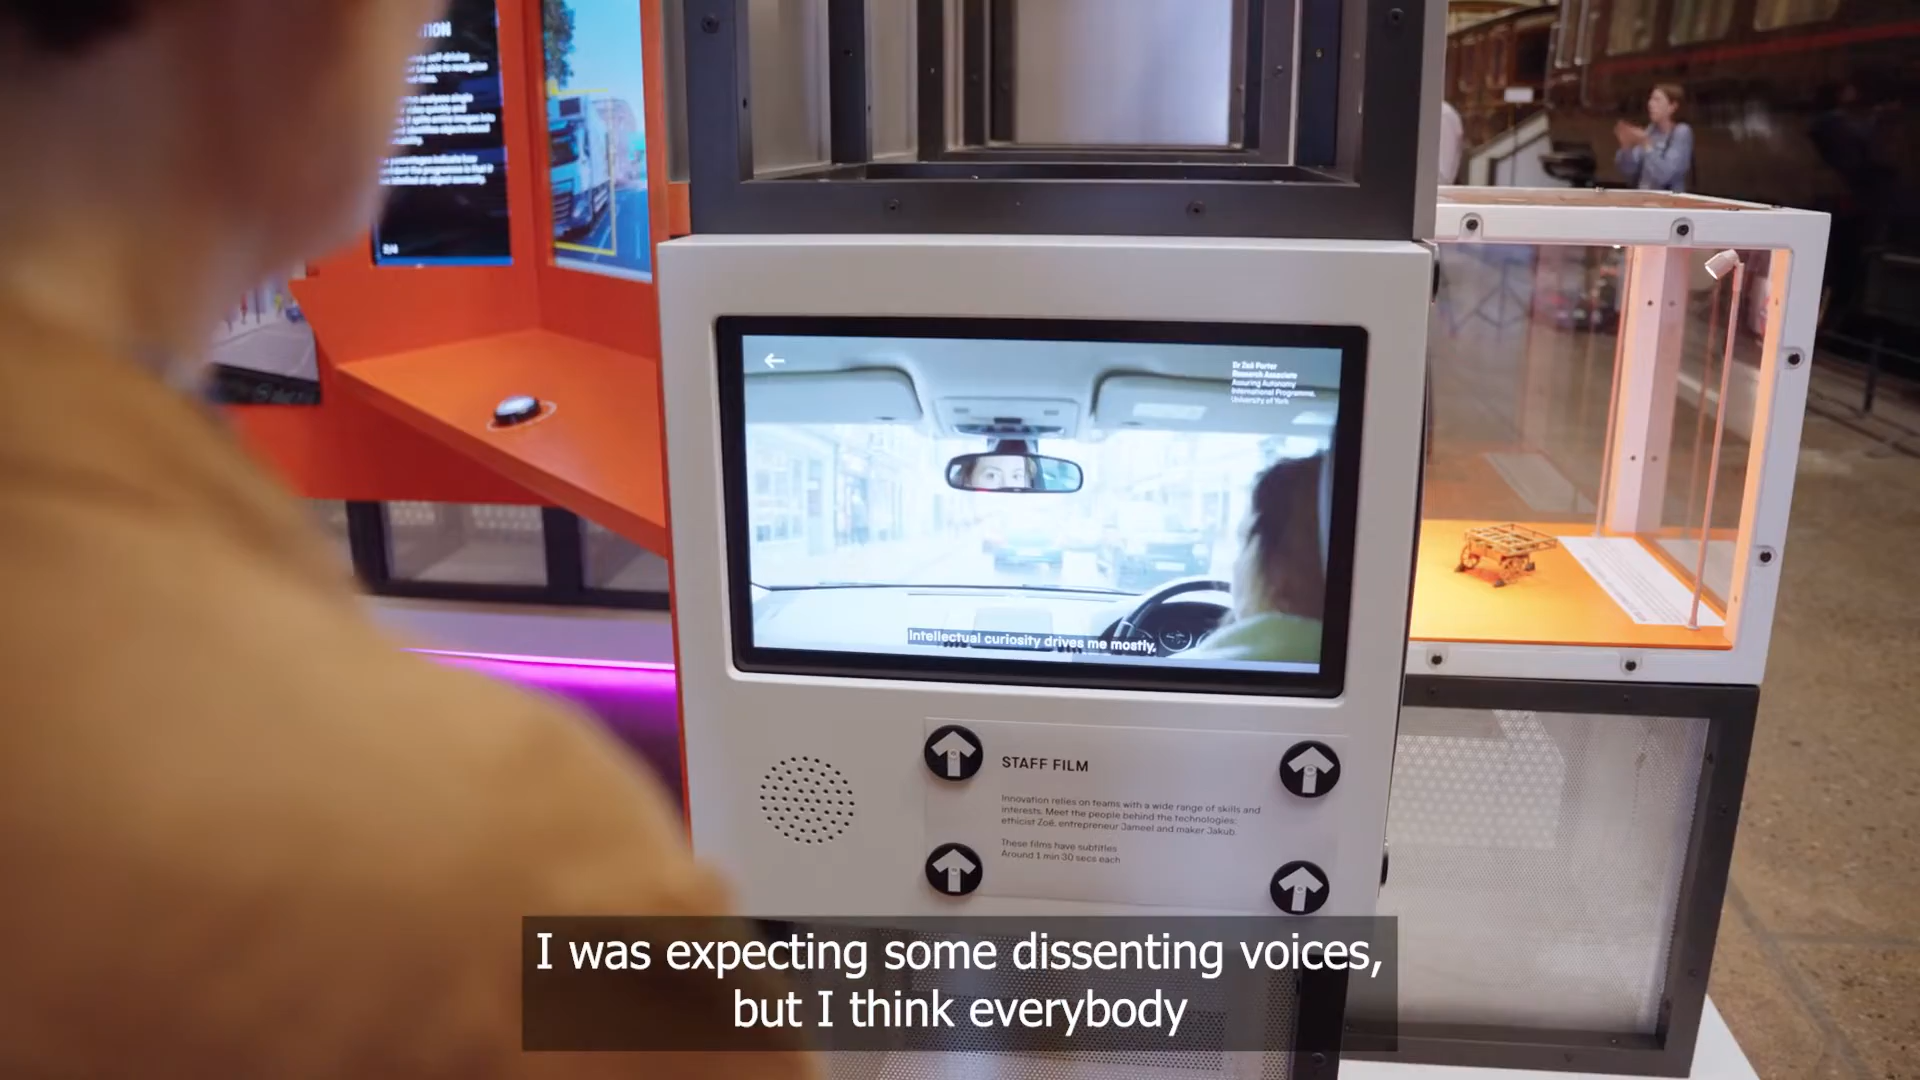 TION
5/4
Dr Zoë Porter
Research Associate
Assuring Autonomy
International Programme,
University of York
Intellectual curiosity drives me mostly.
STAFF FILM
Innovation relies on teams with a wide range of skills and
interests. Meet the people behind the technologies:
ethicist Zoë, entrepreneur Jameel and maker Jakub.
These films have subtitles
Around 1 min 30 secs each
I was expecting some dissenting voices,
but I think everybody